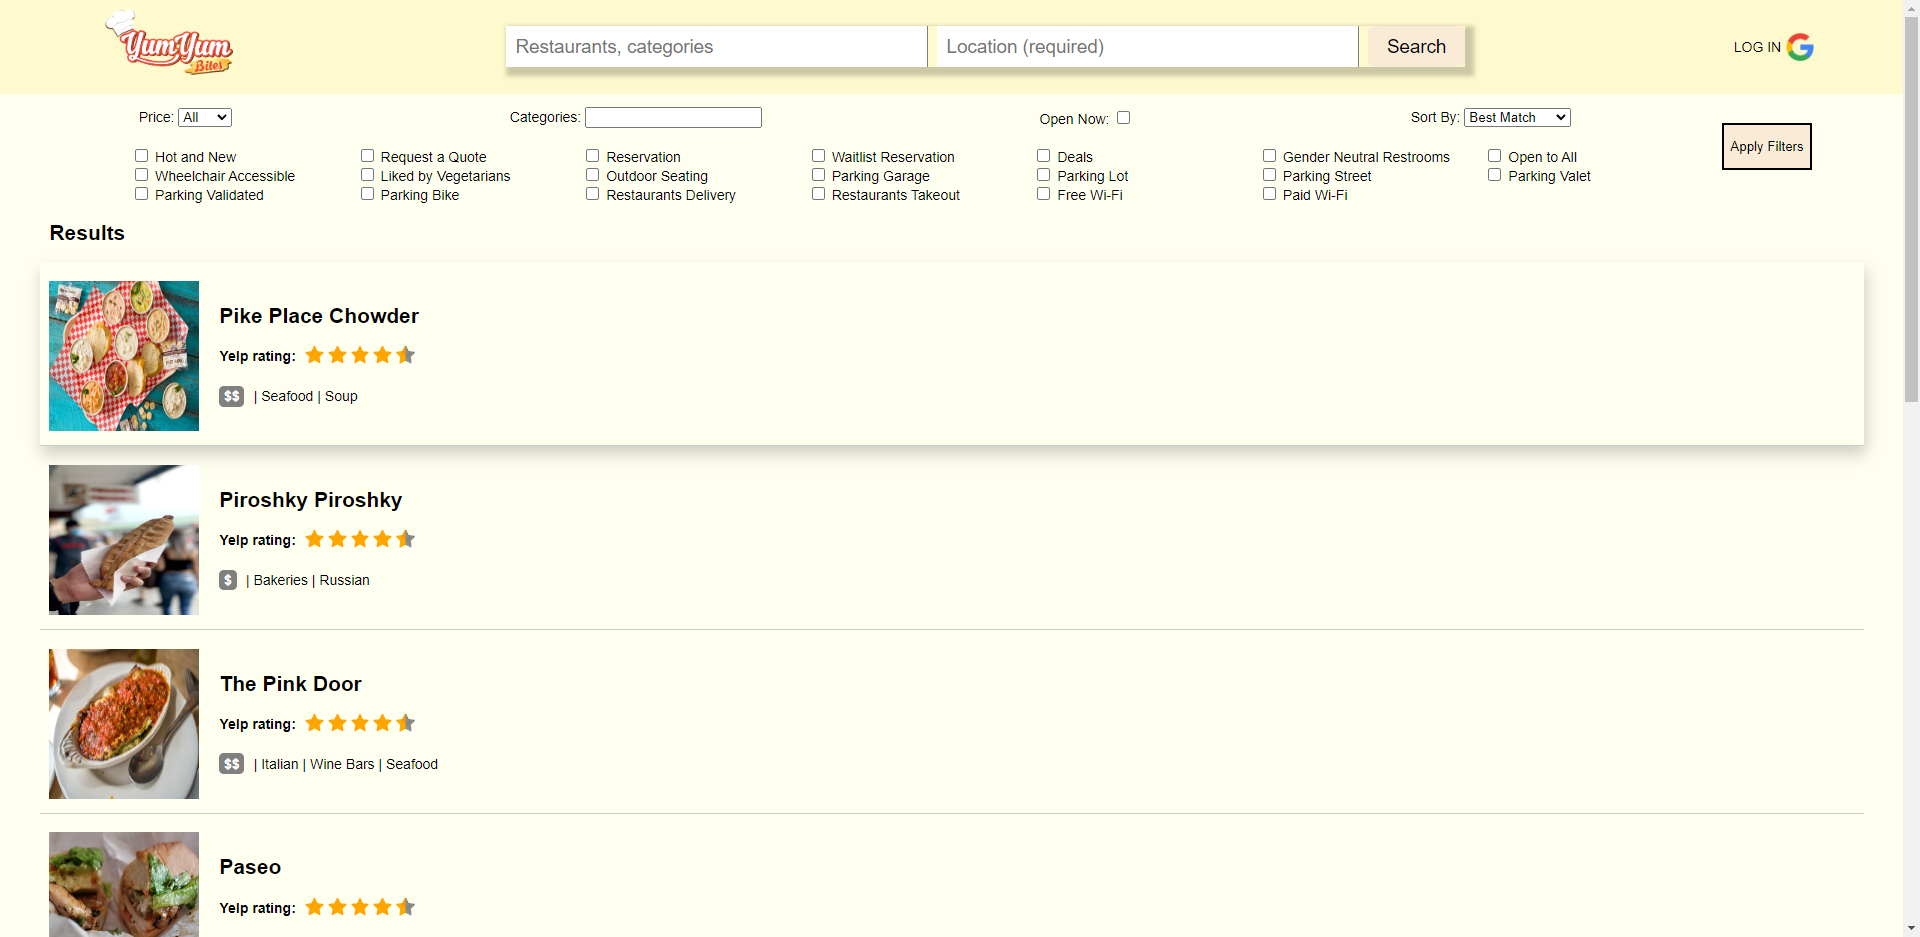 YumYum
Bites
Restaurants, categories
Location (required)
Search
LOG IN
Price: All
Categories:
Open Now:
Sort By: Best Match
Apply Filters
Hot and New Request a Quote Reservation Waitlist Reservation Deals Gender Neutral Restrooms Open to All
Wheelchair Accessible Liked by Vegetarians Outdoor Seating Parking Garage Parking Lot Parking Street Parking Valet
Parking Validated Parking Bike Restaurants Delivery Restaurants Takeout Free Wi-Fi Paid Wi-Fi
Results
Pike Place Chowder
Yelp rating:
$$ | Seafood | Soup
Piroshky Piroshky
Yelp rating:
$ | Bakeries | Russian
The Pink Door
Yelp rating:
$$ | Italian | Wine Bars | Seafood
Paseo
Yelp rating: